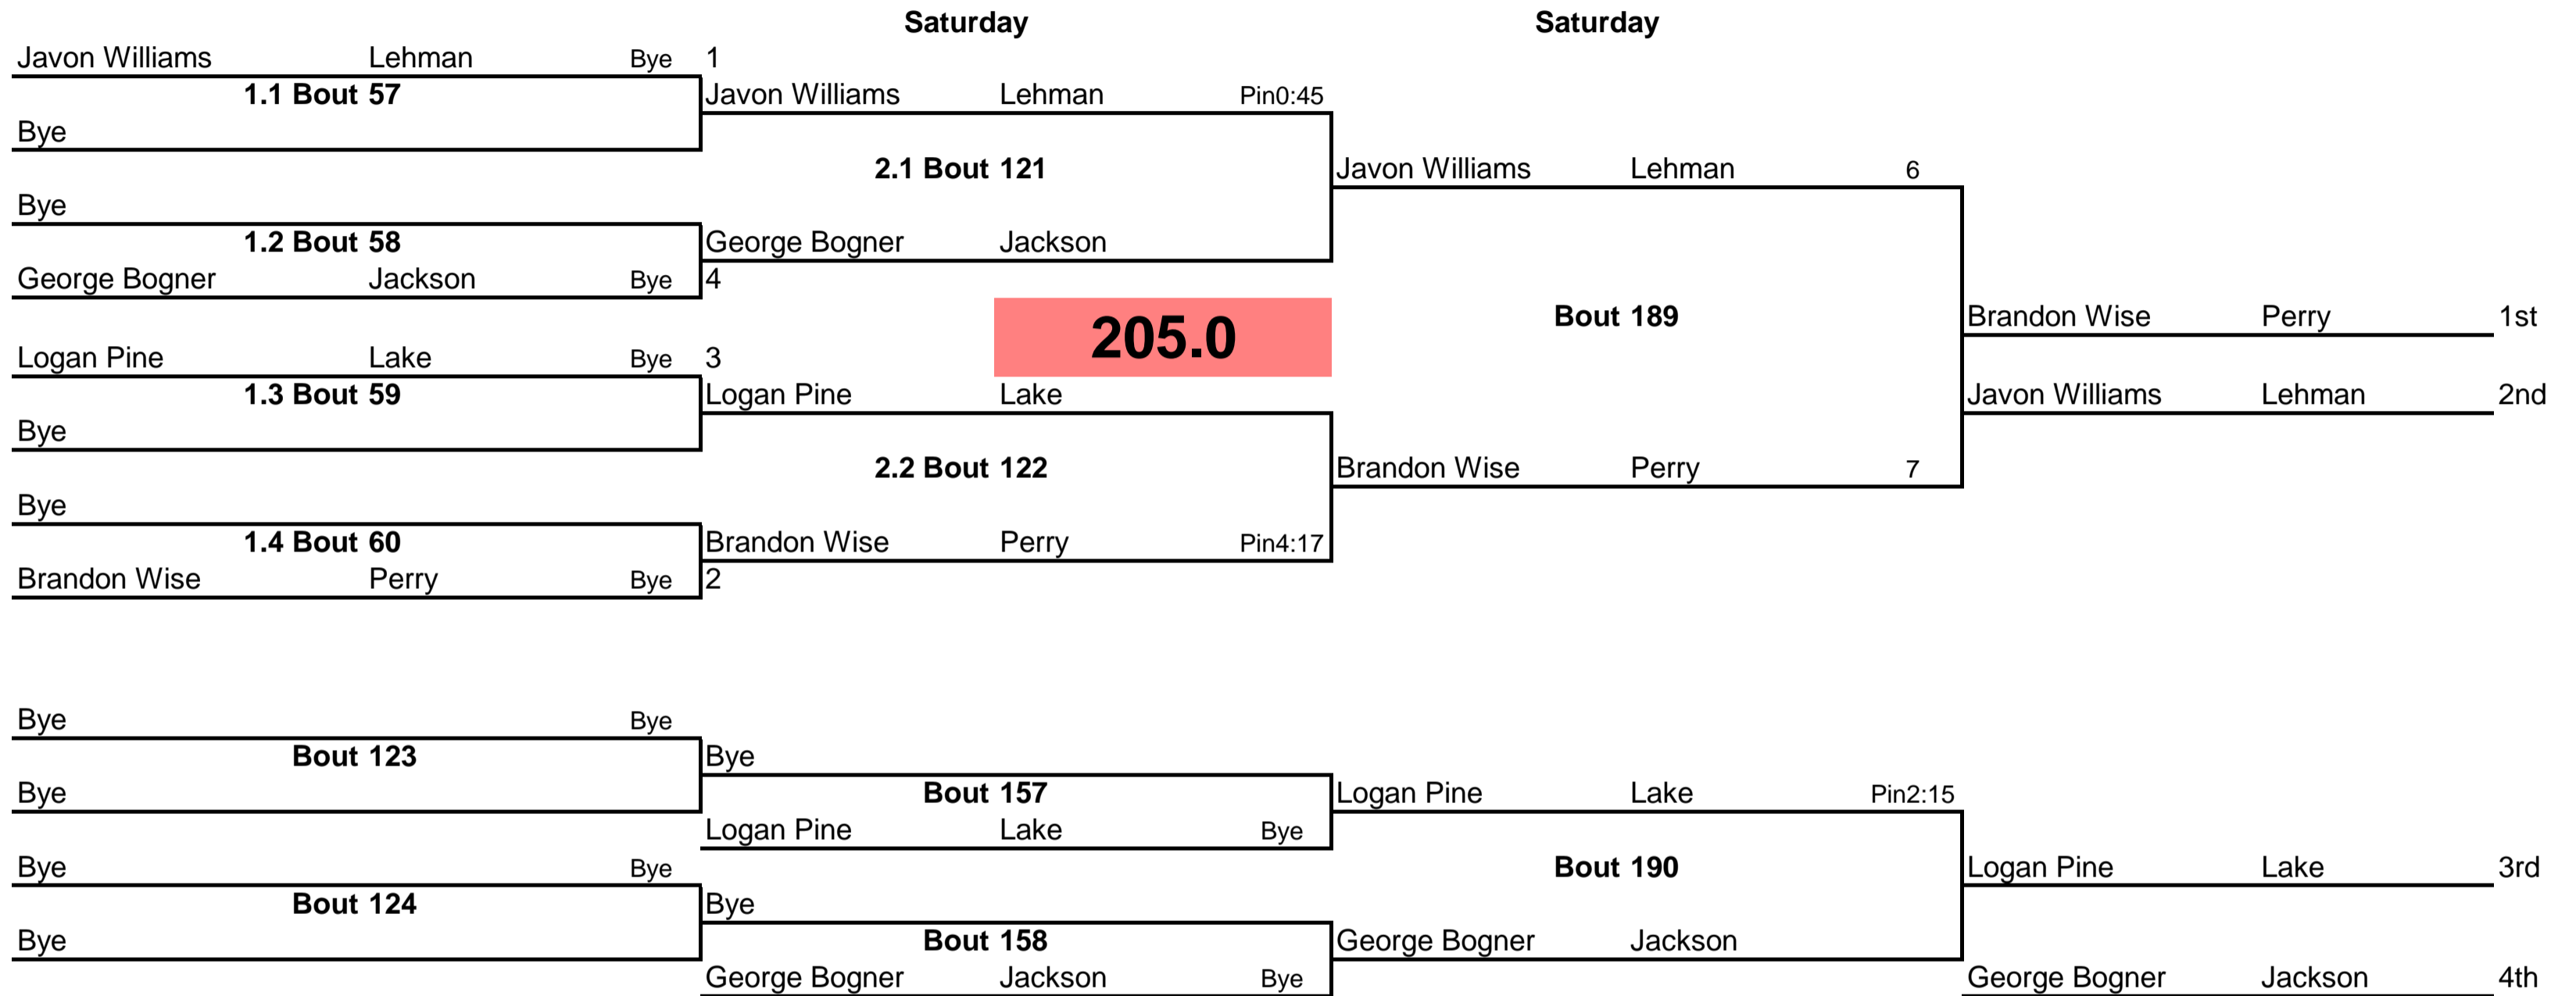 Saturday Saturday
Javon Williams Lehman Bye 1
1.1 Bout 57 Javon Williams Lehman Pin0:45
Bye
2.1 Bout 121 Javon Williams Lehman 6
Bye
1.2 Bout 58 George Bogner Jackson
George Bogner Jackson Bye 4
205.0 Bout 189 Brandon Wise Perry 1st
Logan Pine Lake Bye 3
1.3 Bout 59 Logan Pine Lake Javon Williams Lehman 2nd
Bye
2.2 Bout 122 Brandon Wise Perry 7
Bye
1.4 Bout 60 Brandon Wise Perry Pin4:17
Brandon Wise Perry Bye 2
Bye Bye
Bout 123 Bye
Bye Bout 157 Logan Pine Lake Pin2:15
Logan Pine Lake Bye
Bye Bye Bout 190 Logan Pine Lake 3rd
Bout 124 Bye
Bye Bout 158 George Bogner Jackson
George Bogner Jackson Bye George Bogner Jackson 4th